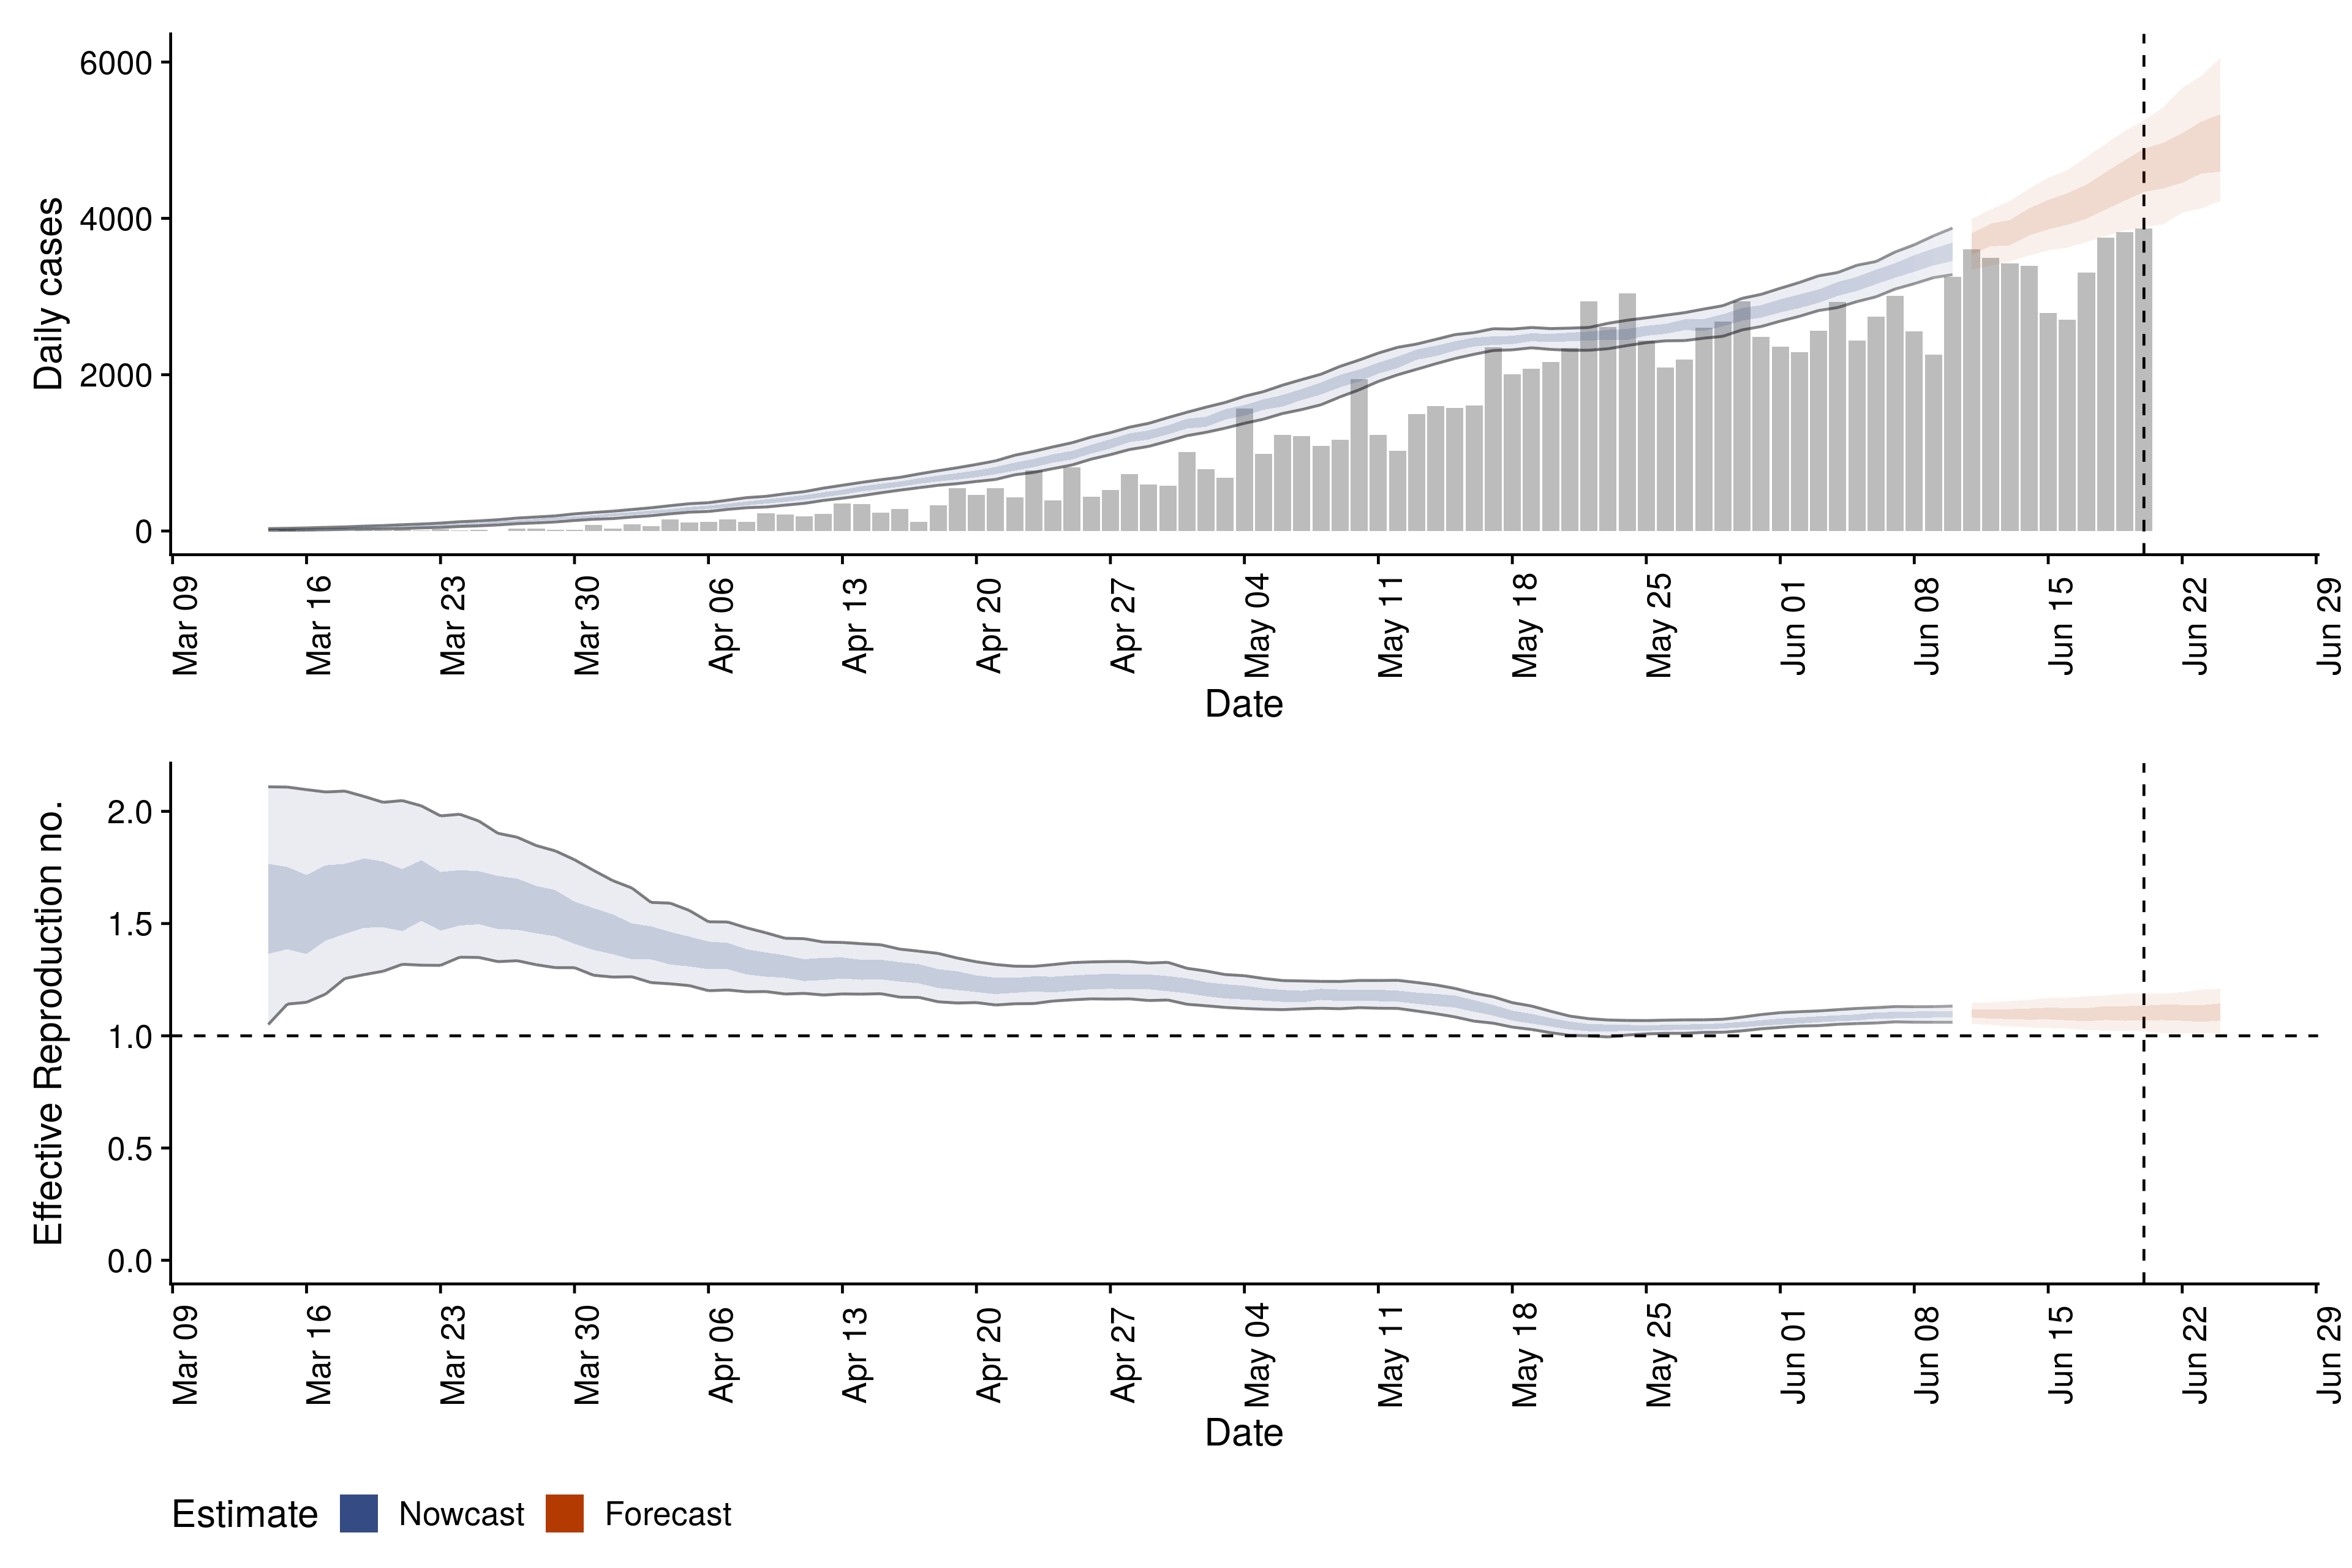 6000
4000
2000
0
Daily cases
Mar 09 Mar 16 Mar 23 Mar 30 Apr 06 Apr 13 Apr 20 Apr 27 May 04 May 11 May 18 May 25 Jun 01 Jun 08 Jun 15 Jun 22 Jun 29
Date
2.0
1.5
1.0
0.5
0.0
Effective Reproduction no.
Mar 09 Mar 16 Mar 23 Mar 30 Apr 06 Apr 13 Apr 20 Apr 27 May 04 May 11 May 18 May 25 Jun 01 Jun 08 Jun 15 Jun 22 Jun 29
Date
Estimate Nowcast Forecast